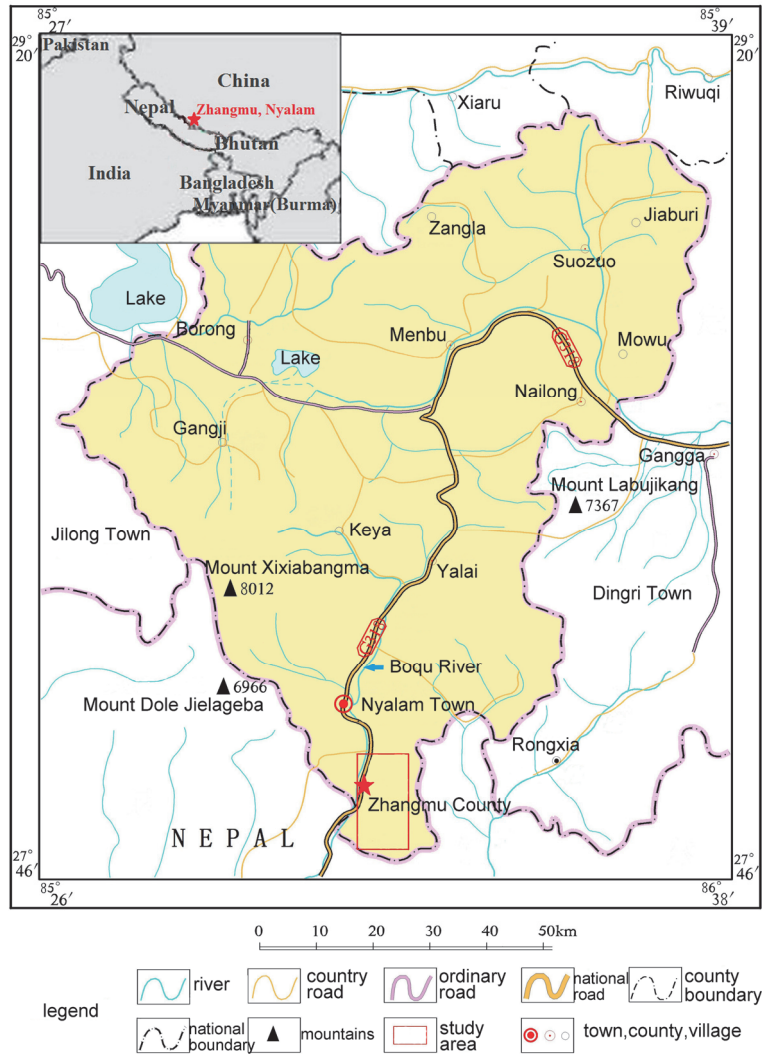 85°
27′
85°
39′
29°
20′
29°
20′
Pakistan
China
Nepal
Zhangmu, Nyalam
Bhutan
India
Bangladesh
Myanmar(Burma)
Xiaru
Riwuqi
Zangla
Jiaburi
Suozuo
Lake
Borong
Menbu
Mowu
Lake
Nailong
Gangji
Gangga
Mount Labujikang
7367
Keya
Jilong Town
Mount Xixiabangma
8012
Yalai
Dingri Town
G318
Boqu River
6966
Mount Dole Jielageba
Nyalam Town
Rongxia
Zhangmu County
NEPAL
27°
46′
27°
46′
85°
26′
86°
38′
0 10 20 30 40 50km
legend
river
country
road
ordinary
road
national
road
county
boundary
national
boundary
mountains
study
area
town,county,village